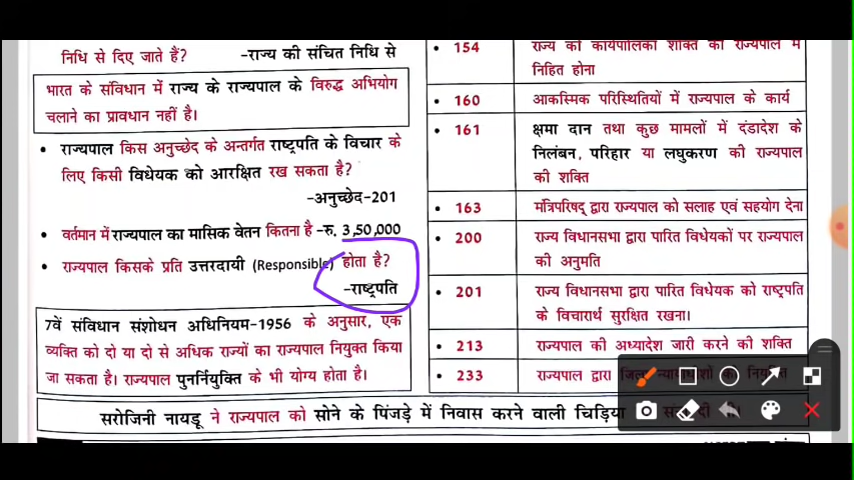 निधि से दिए जाते हैं? –राज्य की संचित निधि से
भारत के संविधान में राज्य के राज्यपाल के विरुद्ध अभियोग
चलाने का प्रावधान नहीं है।
• राज्यपाल किस अनुच्छेद के अन्तर्गत राष्ट्रपति के विचार के
लिए किसी विधेयक को आरक्षित रख सकता है?
–अनुच्छेद-201
• वर्तमान में राज्यपाल का मासिक वेतन कितना है –रु. 3,50,000
• राज्यपाल किसके प्रति उत्तरदायी (Responsible) होता है?
–राष्ट्रपति
7वें संविधान संशोधन अधिनियम-1956 के अनुसार, एक
व्यक्ति को दो या दो से अधिक राज्यों का राज्यपाल नियुक्त किया
जा सकता है। राज्यपाल पुनर्नियुक्ति के भी योग्य होता है।
• 154 राज्य की कार्यपालिका शक्ति का राज्यपाल में
निहित होना
• 160 आकस्मिक परिस्थितियों में राज्यपाल के कार्य
• 161 क्षमा दान तथा कुछ मामलों में दंडादेश के
निलंबन, परिहार या लघुकरण की राज्यपाल
की शक्ति
• 163 मंत्रिपरिषद् द्वारा राज्यपाल को सलाह एवं सहयोग देना
• 200 राज्य विधानसभा द्वारा पारित विधेयकों पर राज्यपाल
की अनुमति
• 201 राज्य विधानसभा द्वारा पारित विधेयक को राष्ट्रपति
के विचारार्थ सुरक्षित रखना।
• 213 राज्यपाल की अध्यादेश जारी करने की शक्ति
• 233 राज्यपाल द्वारा
सरोजिनी नायडू ने राज्यपाल को सोने के पिंजड़े में निवास करने वाली चिड़िया